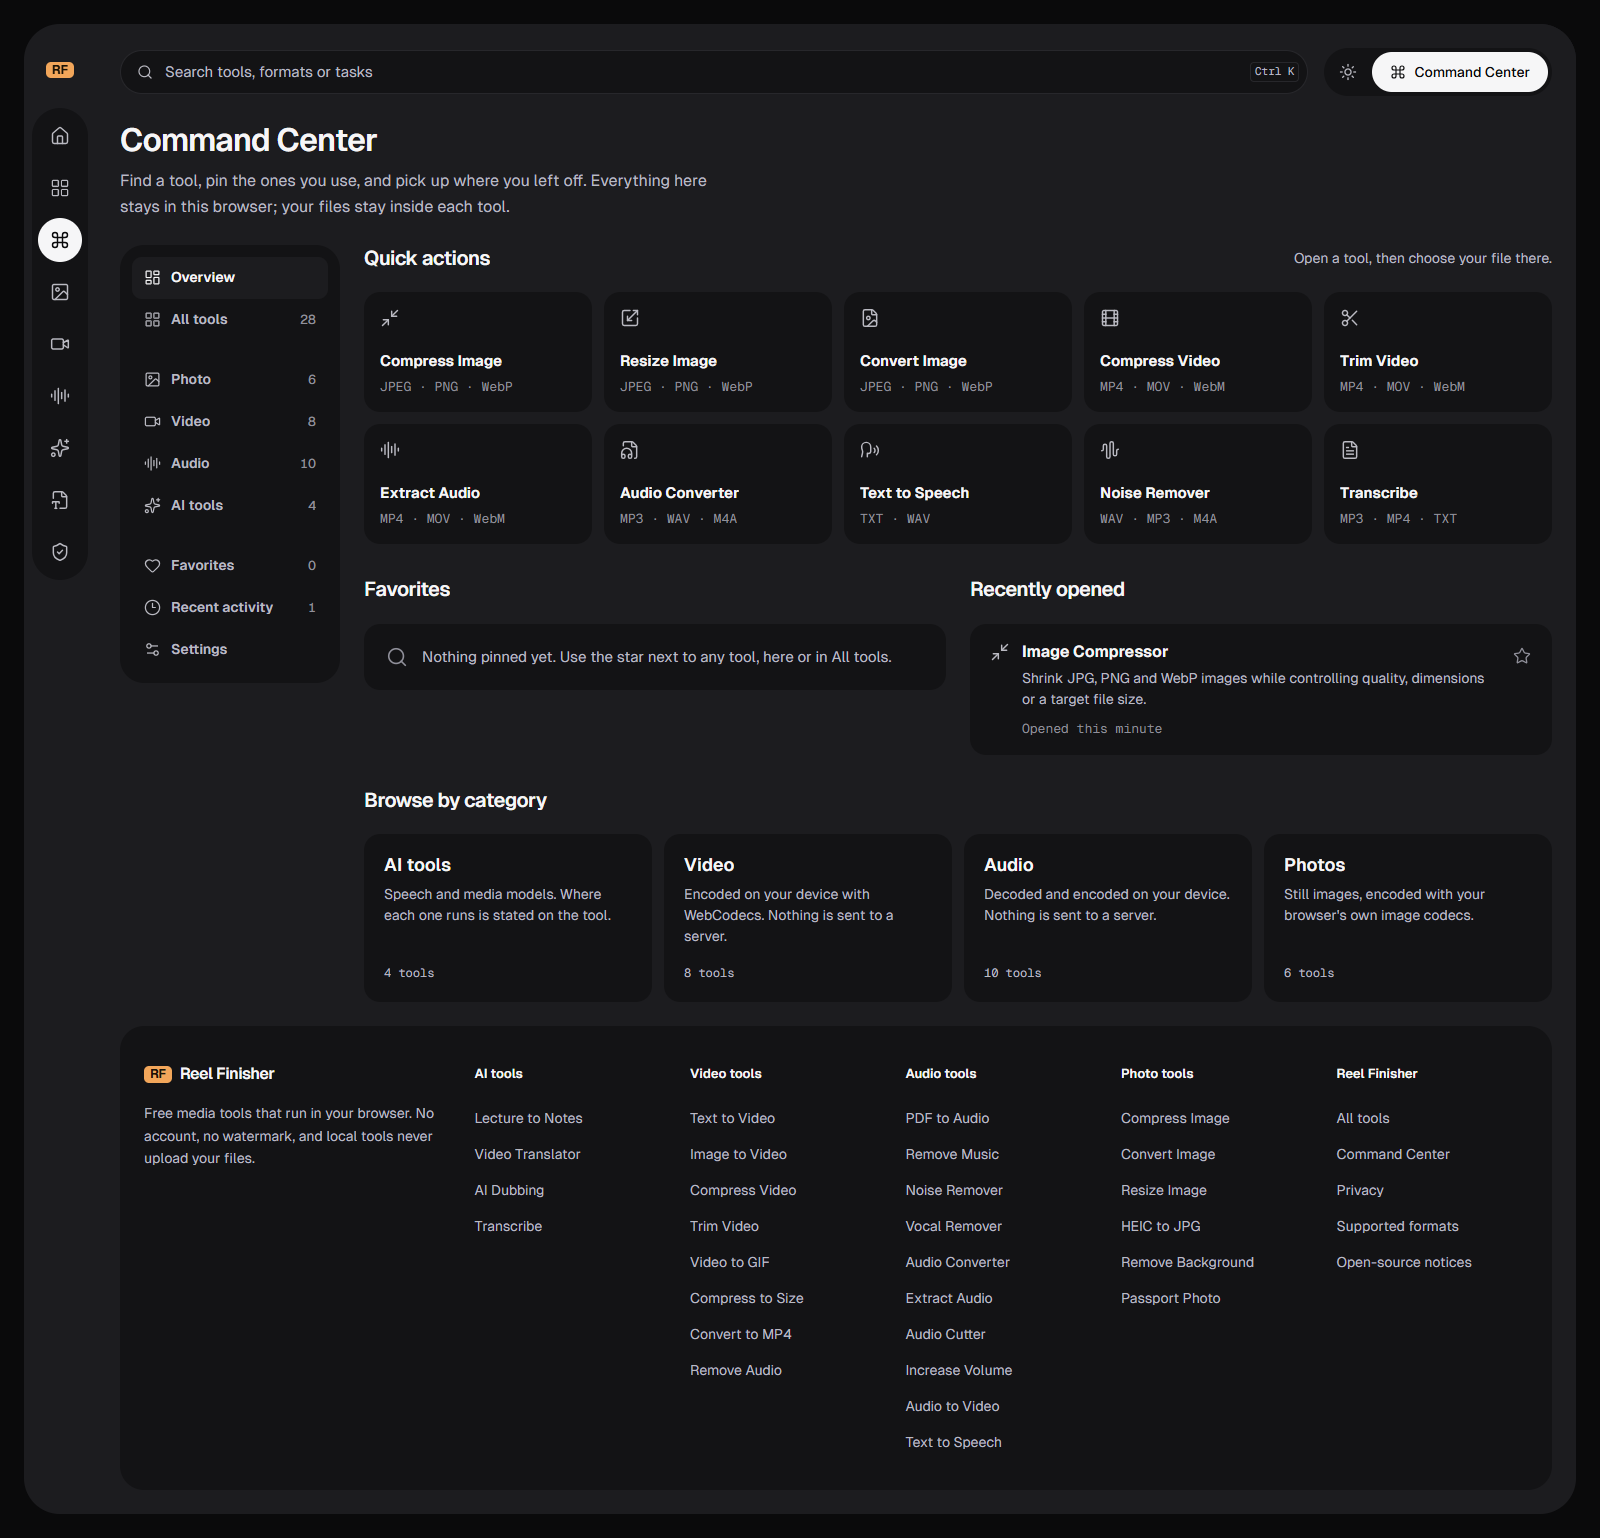 RF
Search tools, formats or tasks
Ctrl K
Command Center
Command Center
Find a tool, pin the ones you use, and pick up where you left off. Everything here
stays in this browser; your files stay inside each tool.
Overview
All tools 28
Photo 6
Video 8
Audio 10
AI tools 4
Favorites 0
Recent activity 1
Settings
Quick actions
Open a tool, then choose your file there.
Compress Image
JPEG · PNG · WebP
Resize Image
JPEG · PNG · WebP
Convert Image
JPEG · PNG · WebP
Compress Video
MP4 · MOV · WebM
Trim Video
MP4 · MOV · WebM
Extract Audio
MP4 · MOV · WebM
Audio Converter
MP3 · WAV · M4A
Text to Speech
TXT · WAV
Noise Remover
WAV · MP3 · M4A
Transcribe
MP3 · MP4 · TXT
Favorites
Nothing pinned yet. Use the star next to any tool, here or in All tools.
Recently opened
Image Compressor
Shrink JPG, PNG and WebP images while controlling quality, dimensions
or a target file size.
Opened this minute
Browse by category
AI tools
Speech and media models. Where
each one runs is stated on the tool.
4 tools
Video
Encoded on your device with
WebCodecs. Nothing is sent to a
server.
8 tools
Audio
Decoded and encoded on your device.
Nothing is sent to a server.
10 tools
Photos
Still images, encoded with your
browser's own image codecs.
6 tools
RF Reel Finisher
Free media tools that run in your browser. No
account, no watermark, and local tools never
upload your files.
AI tools
Lecture to Notes
Video Translator
AI Dubbing
Transcribe
Video tools
Text to Video
Image to Video
Compress Video
Trim Video
Video to GIF
Compress to Size
Convert to MP4
Remove Audio
Audio tools
PDF to Audio
Remove Music
Noise Remover
Vocal Remover
Audio Converter
Extract Audio
Audio Cutter
Increase Volume
Audio to Video
Text to Speech
Photo tools
Compress Image
Convert Image
Resize Image
HEIC to JPG
Remove Background
Passport Photo
Reel Finisher
All tools
Command Center
Privacy
Supported formats
Open-source notices